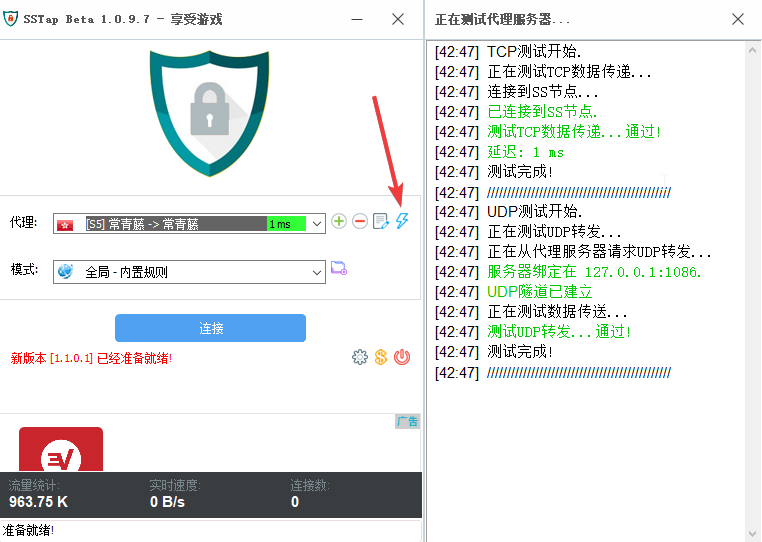 SSTap Beta 1.0.9.7 - 享受游戏
代理:
[S5] 常青藤 -> 常青藤
1ms
模式:
全局 - 内置规则
连接
新版本 [1.1.0.1] 已经准备就绪!
广告
EV
流量统计:
963.75 K
实时速度:
0 B/s
连接数:
0
准备就绪!
正在测试代理服务器...
[42:47] TCP测试开始.
[42:47] 正在测试TCP数据传递...
[42:47] 连接到SS节点...
[42:47] 已连接到SS节点.
[42:47] 测试TCP数据传递...通过!
[42:47] 延迟: 1 ms
[42:47] 测试完成!
[42:47] //////////////////////////////////////////////
[42:47] UDP测试开始.
[42:47] 正在测试UDP转发...
[42:47] 正在从代理服务器请求UDP转发...
[42:47] 服务器绑定在 127.0.0.1:1086.
[42:47] UDP隧道已建立
[42:47] 正在测试数据传送...
[42:47] 测试UDP转发...通过!
[42:47] 测试完成!
[42:47] //////////////////////////////////////////////